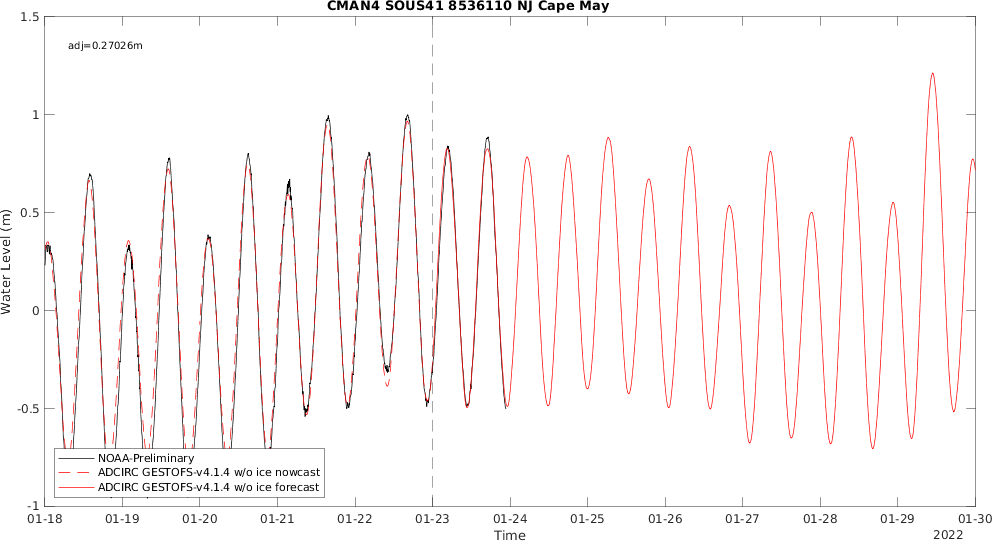 CMAN4 SOUS41 8536110 NJ Cape May
adj=0.27026m
1.5
1
0.5
0
-0.5
-1
Water Level (m)
NOAA-Preliminary
ADCIRC GESTOFS-v4.1.4 w/o ice nowcast
ADCIRC GESTOFS-v4.1.4 w/o ice forecast
01-18 01-19 01-20 01-21 01-22 01-23 01-24 01-25 01-26 01-27 01-28 01-29 01-30
Time
2022